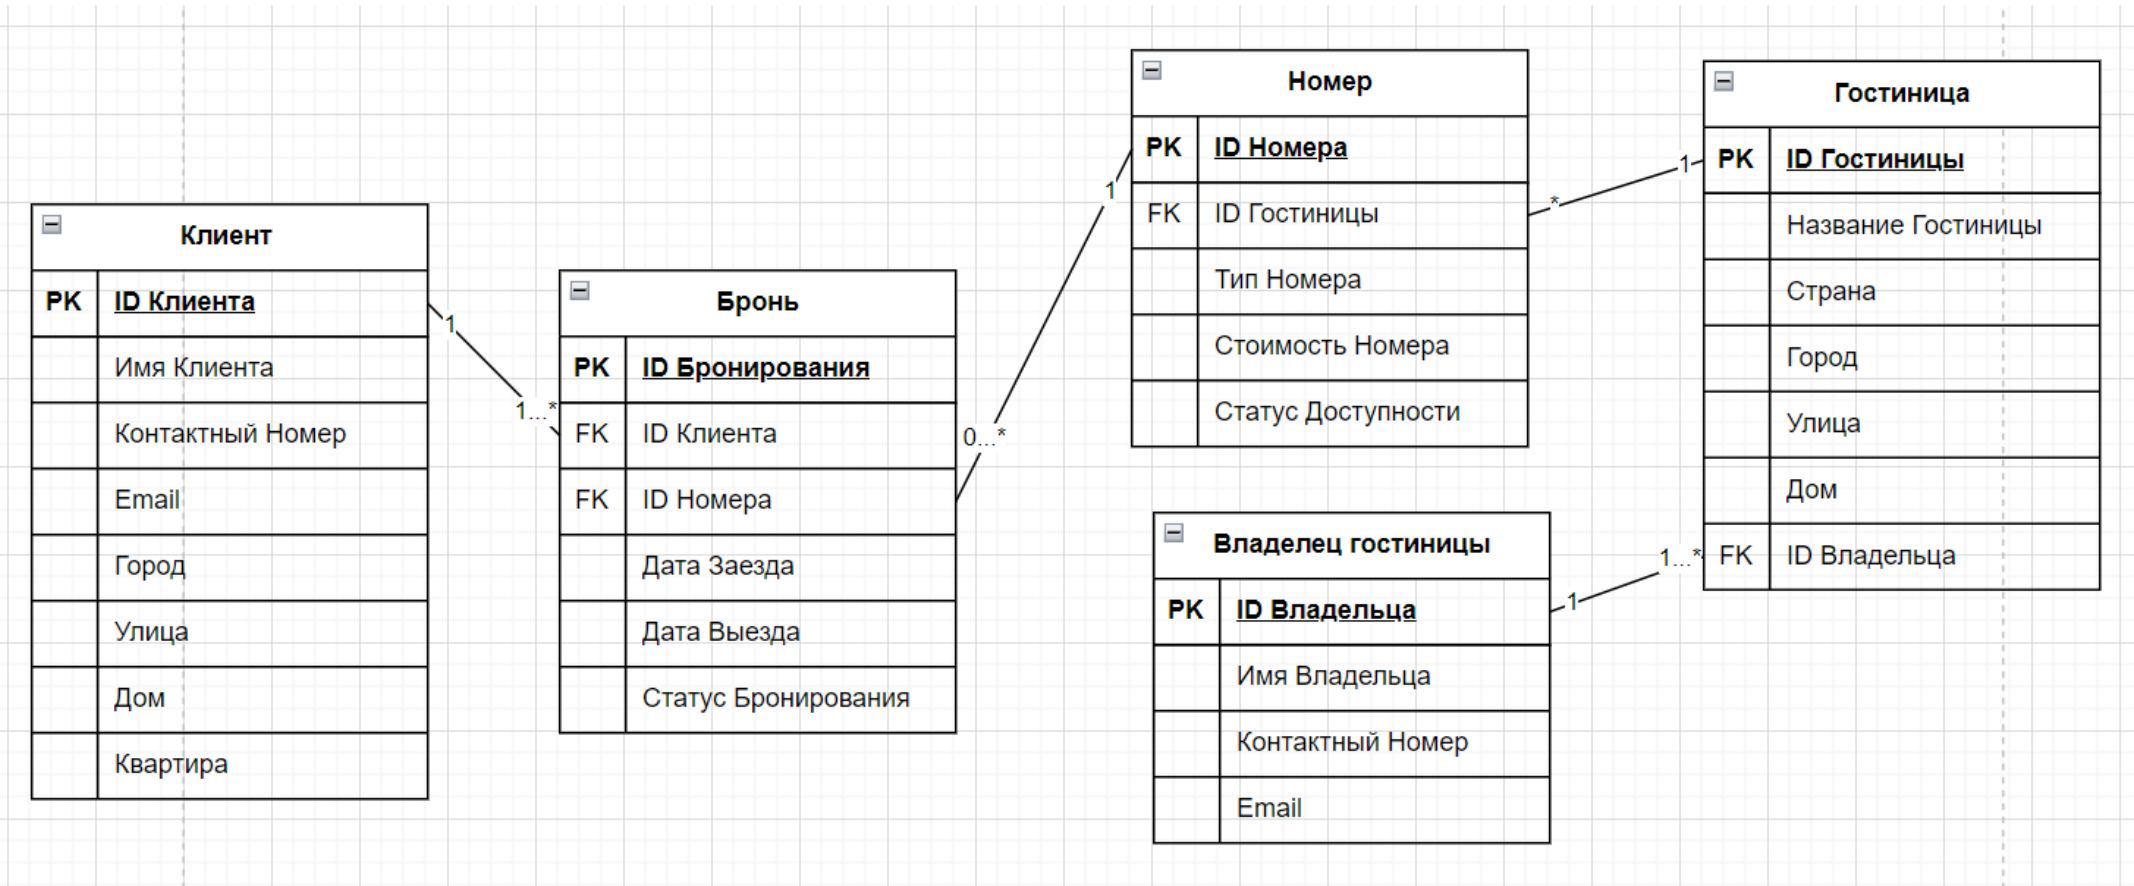 Клиент
PK ID Клиента
Имя Клиента
Контактный Номер
Email
Город
Улица
Дом
Квартира
1
1...*
Бронь
PK ID Бронирования
FK ID Клиента
FK ID Номера
Дата Заезда
Дата Выезда
Статус Бронирования
0...*
1
Номер
PK ID Номера
FK ID Гостиницы
Тип Номера
Стоимость Номера
Статус Доступности
*
1
Гостиница
PK ID Гостиницы
Название Гостиницы
Страна
Город
Улица
Дом
FK ID Владельца
Владелец гостиницы
PK ID Владельца
Имя Владельца
Контактный Номер
Email
1
1...*